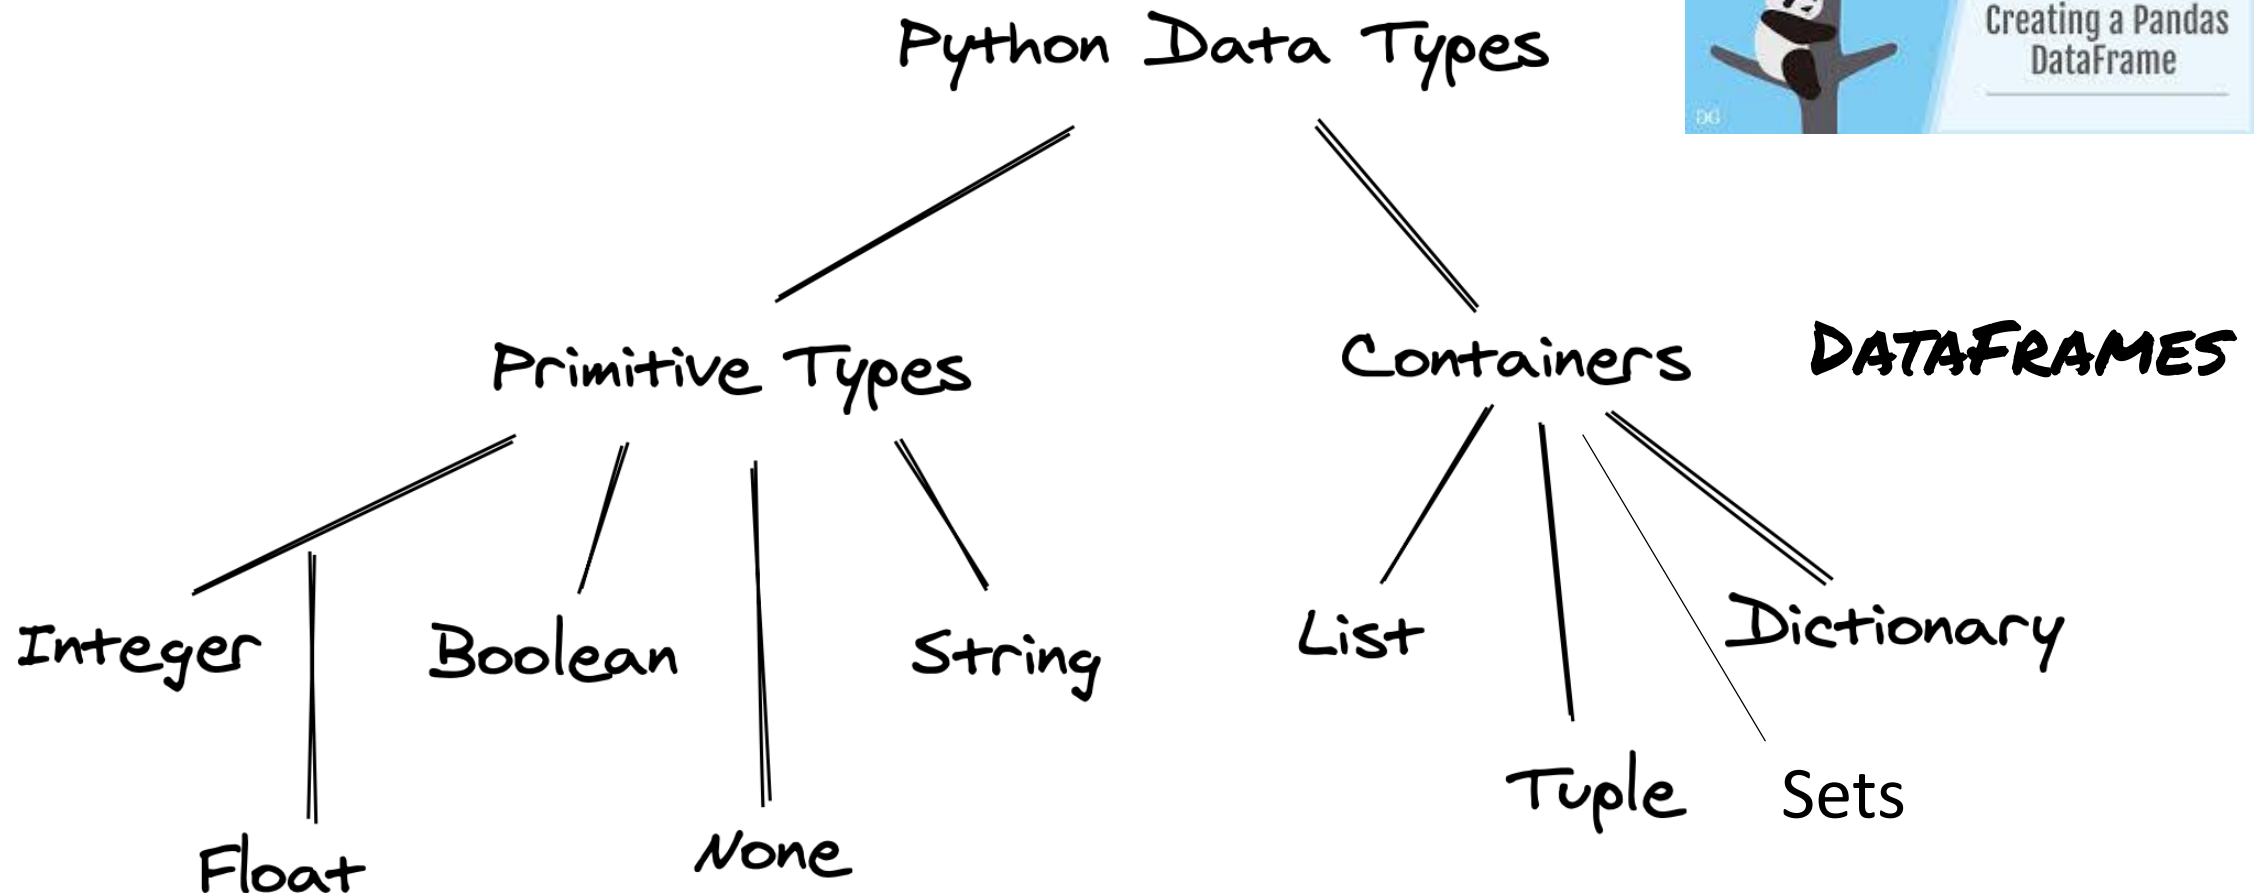 Python Data Types
Creating a Pandas
DataFrame
DG
Primitive Types
Containers
DATAFRAMES
Integer
Boolean
String
List
Dictionary
Float
None
Tuple
Sets